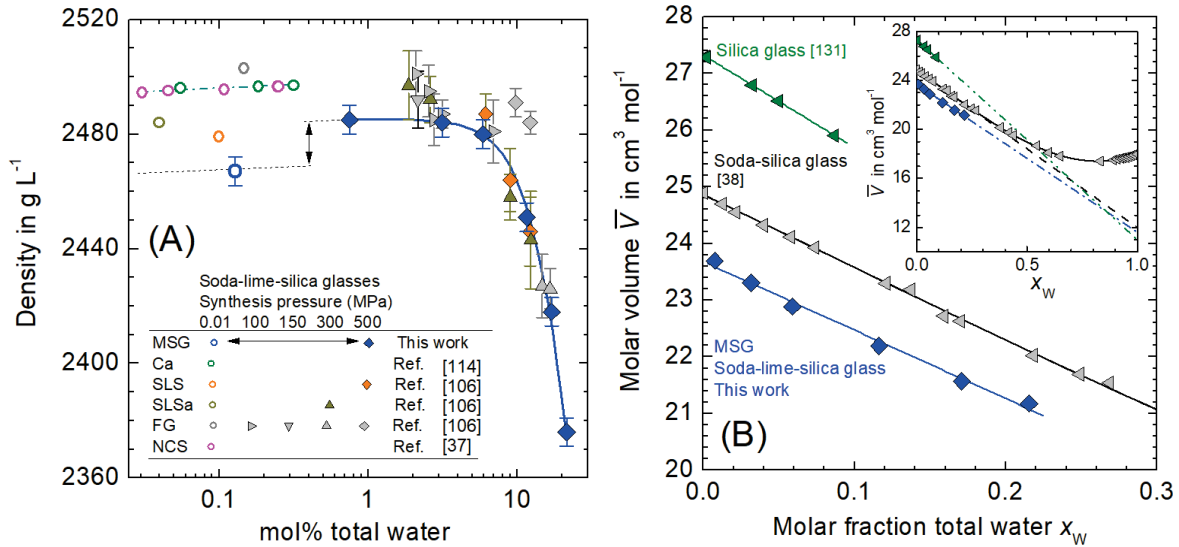 2520
2480
2440
2400
2360
Density in g L⁻¹
(A)
Soda-lime-silica glasses
Synthesis pressure (MPa)
0.01 100 150 300 500
MSG This work
Ca Ref. [114]
SLS Ref. [106]
SLSa Ref. [106]
FG Ref. [106]
NCS Ref. [37]
0.1 1 10
mol% total water
28
27
26
25
24
23
22
21
20
Molar volume V̅ in cm³ mol⁻¹
Silica glass [131]
Soda-silica glass
[38]
MSG
Soda-lime-silica glass
This work
(B)
0.0 0.1 0.2 0.3
Molar fraction total water xw
28
24
20
16
12
V̅ in cm³ mol⁻¹
0.0 0.5 1.0
xw